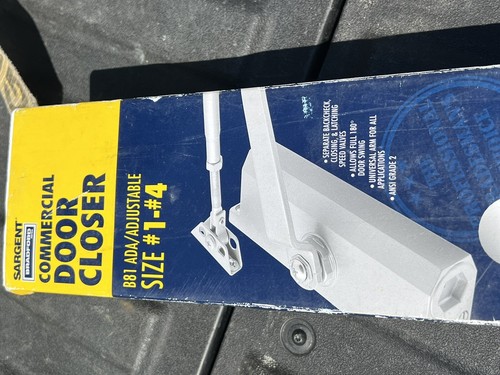 SARGENT
BRADFORD
COMMERCIAL
DOOR
CLOSER
B81 ADA/ADJUSTABLE
SIZE #1-#4
• SEPARATE BACKCHECK,
CLOSING, & LATCHING
SPEED VALVES
• ALLOWS FULL 180°
DOOR SWING
• UNIVERSAL ARM FOR ALL
APPLICATIONS
• ANSI GRADE 2